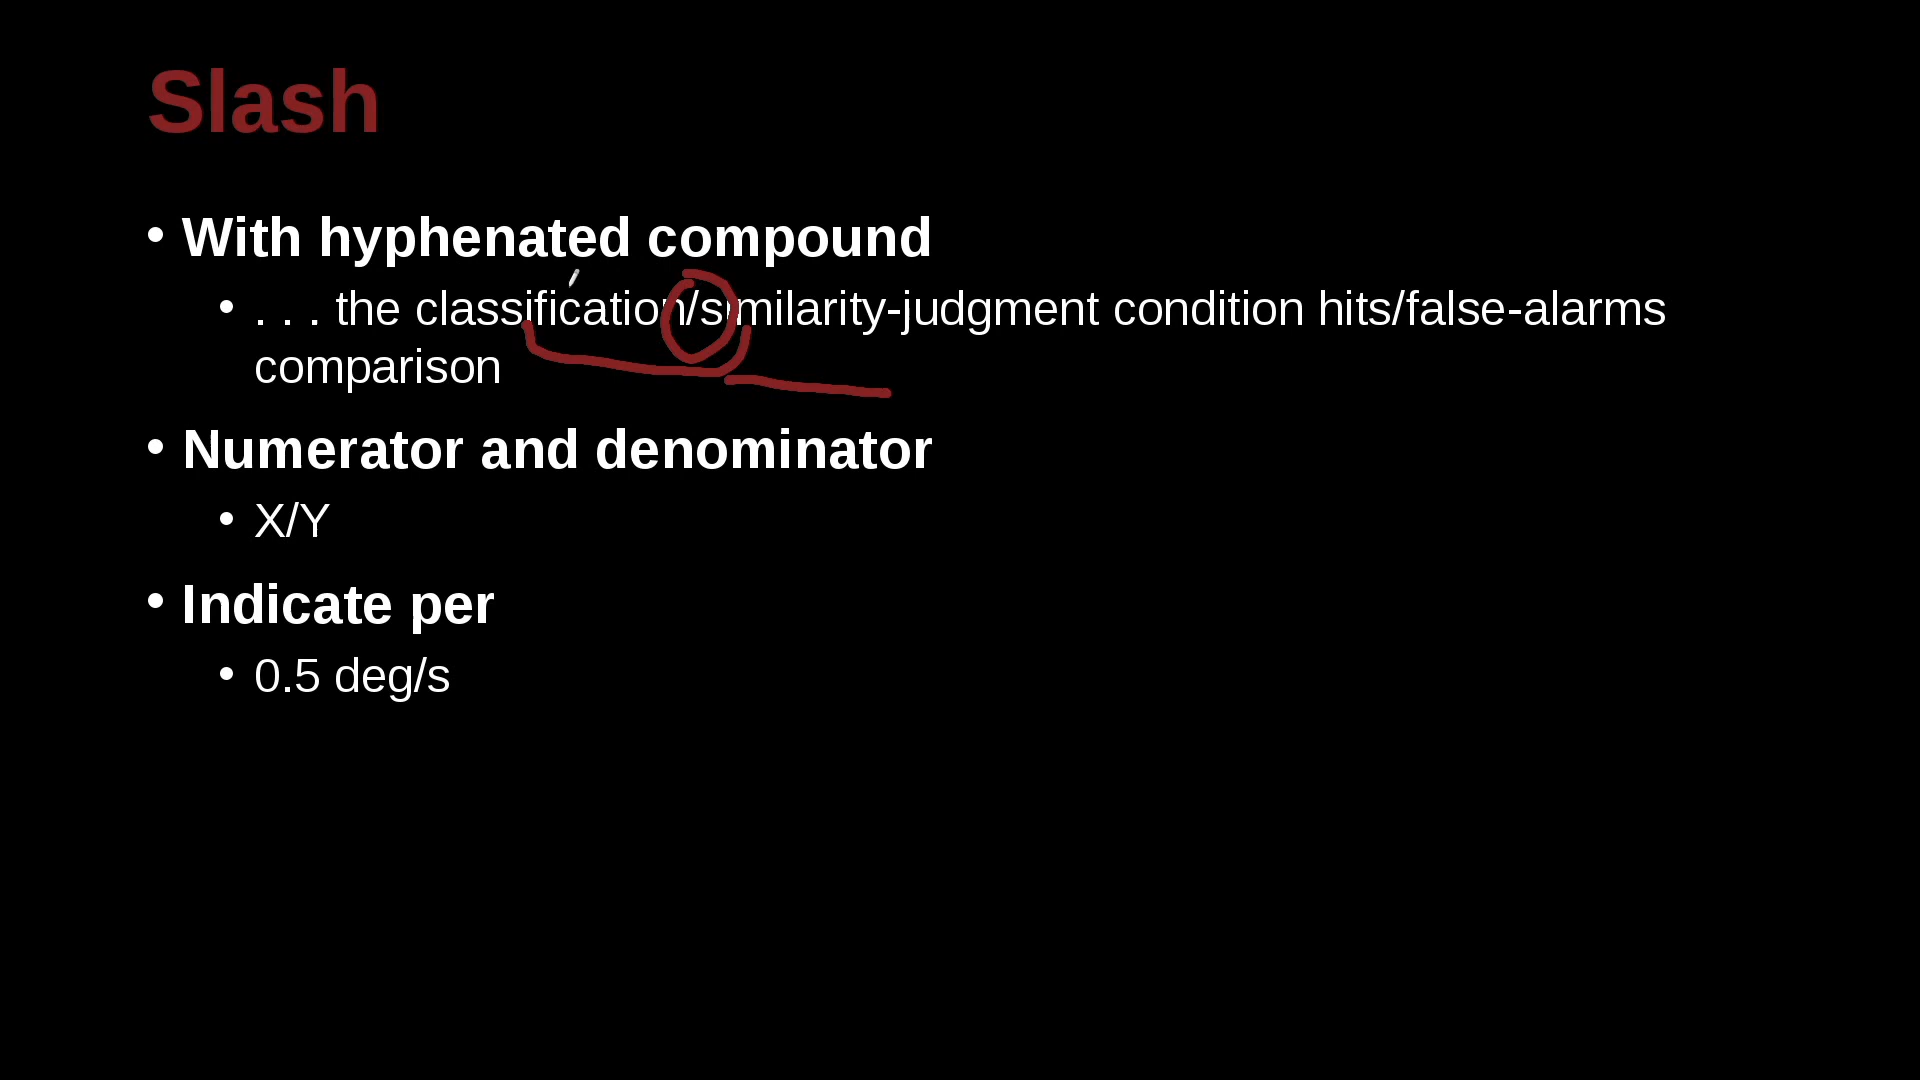 Slash
• With hyphenated compound
• . . . the classification/similarity-judgment condition hits/false-alarms
comparison
• Numerator and denominator
• X/Y
• Indicate per
• 0.5 deg/s